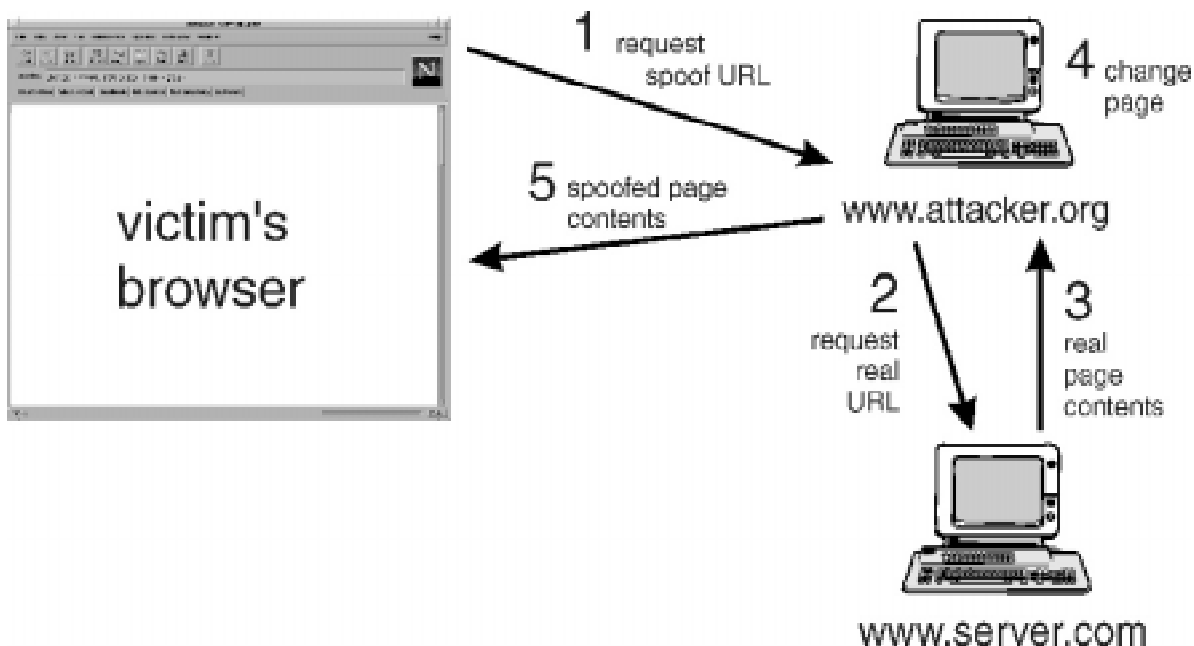 1 request
spoof URL
4 change
page
5 spoofed page
contents
www.attacker.org
victim's
browser
2
request
real
URL
3
real
page
contents
www.server.com